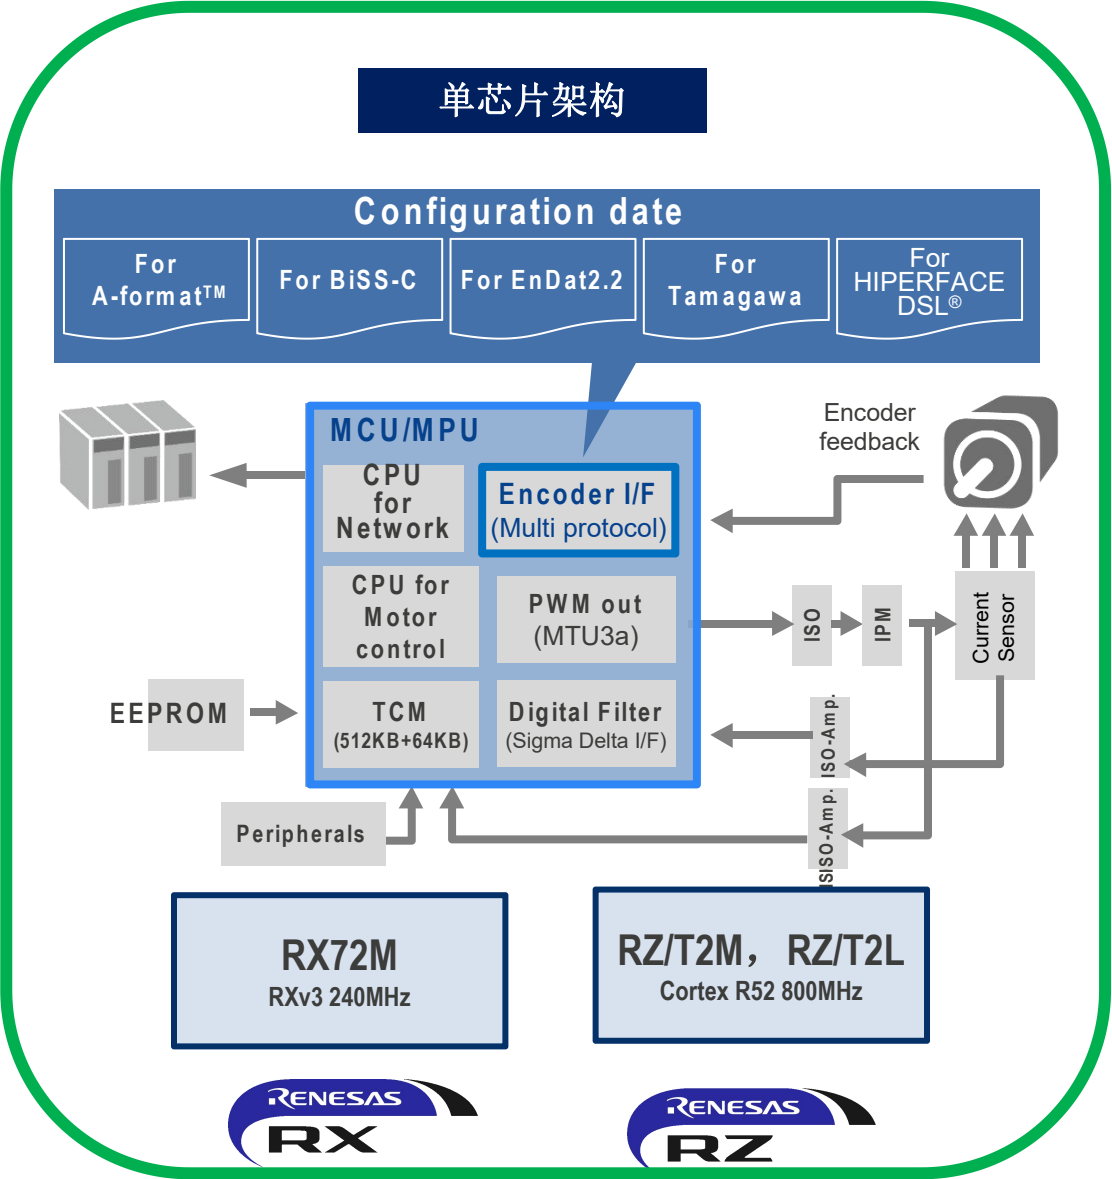 单芯片架构
Configuration date
For
A-format™
For BiSS-C
For EnDat2.2
For
Tamagawa
For
HIPERFACE
DSL®
MCU/MPU
CPU
for
Network
Encoder I/F
(Multi protocol)
Encoder
feedback
CPU for
Motor
control
PWM out
(MTU3a)
ISO
IPM
Current
Sensor
EEPROM
TCM
(512KB+64KB)
Digital Filter
(Sigma Delta I/F)
ISO-Amp.
Peripherals
ISISO-Amp.
RX72M
RXv3 240MHz
RZ/T2M，RZ/T2L
Cortex R52 800MHz
RENESAS
RX
RENESAS
RZ